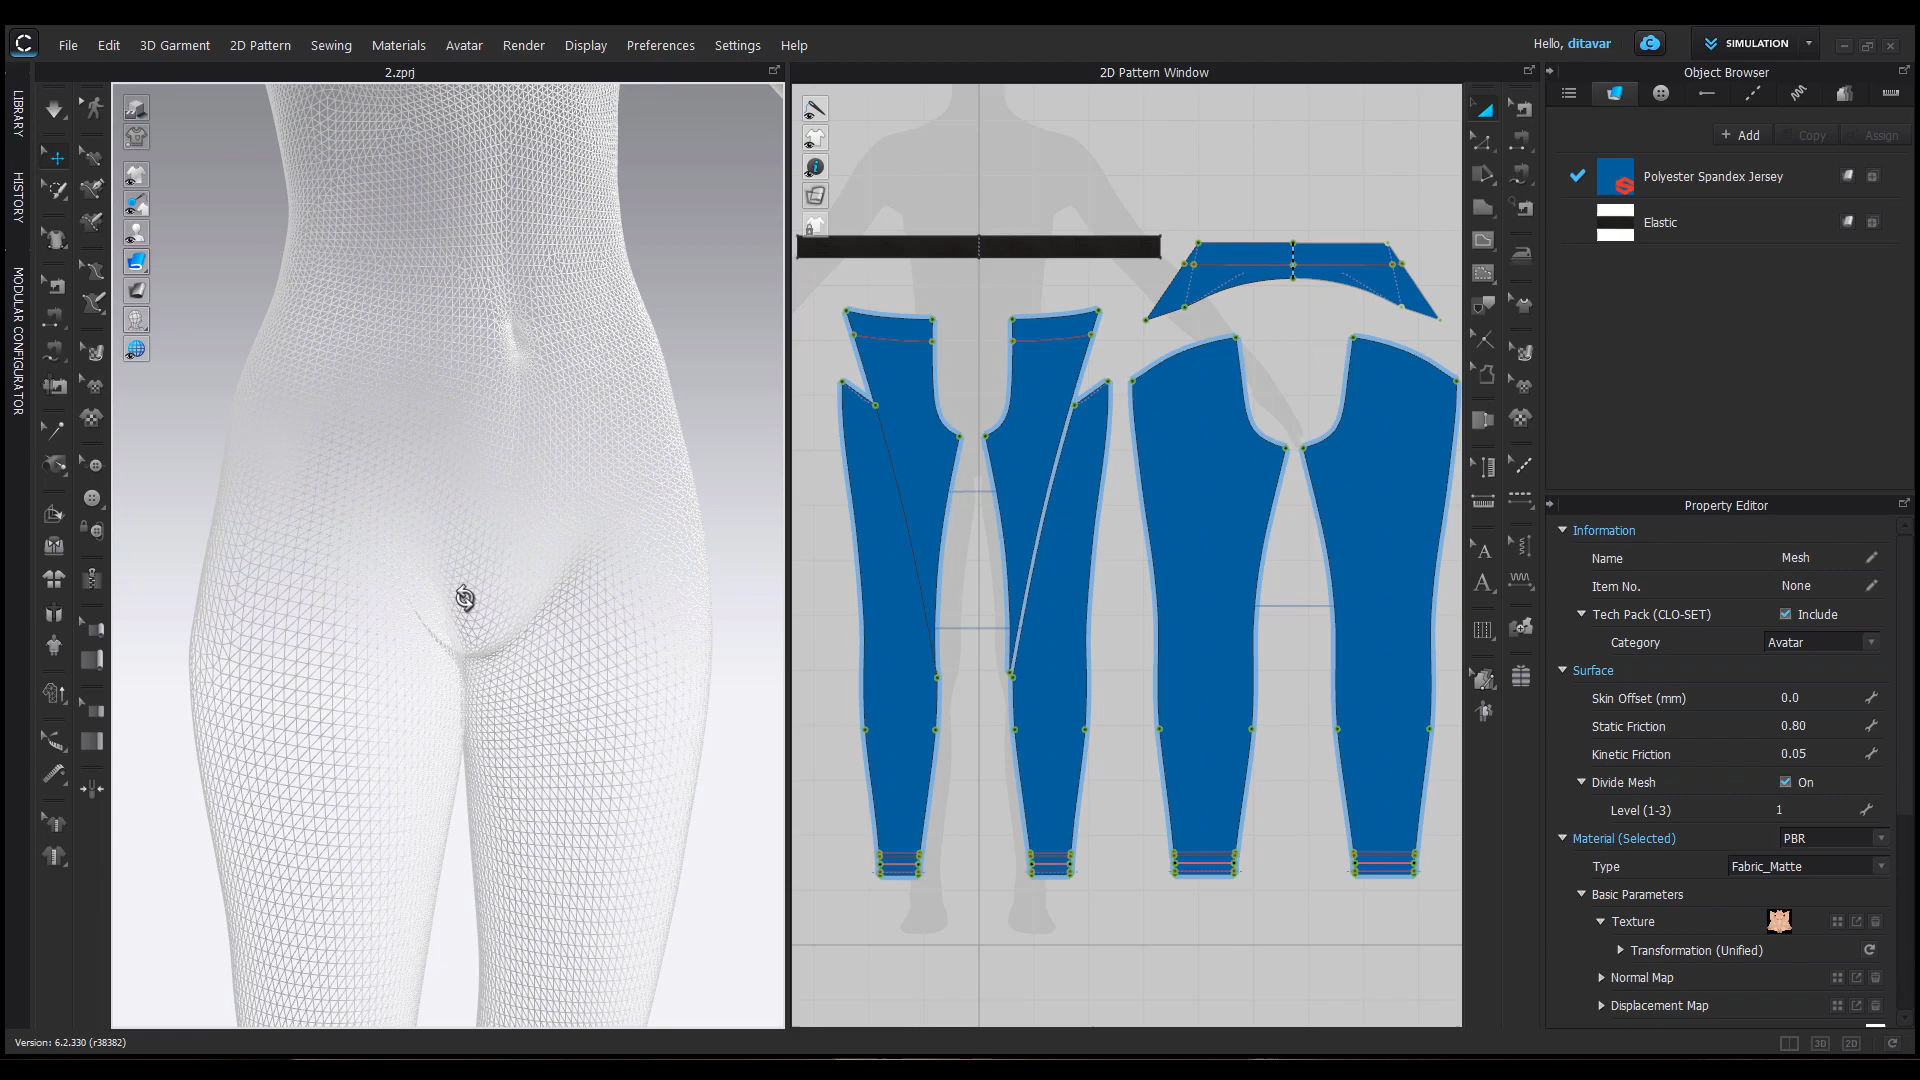 File Edit 3D Garment 2D Pattern Sewing Materials Avatar Render Display Preferences Settings Help
Hello, ditavar
SIMULATION
2.zprj
2D Pattern Window
Object Browser
LIBRARY
HISTORY
MODULAR CONFIGURATOR
+ Add Copy Assign
Polyester Spandex Jersey
Elastic
Property Editor
Information
Name Mesh
Item No. None
Tech Pack (CLO-SET) Include
Category Avatar
Surface
Skin Offset (mm) 0.0
Static Friction 0.80
Kinetic Friction 0.05
Divide Mesh On
Level (1-3) 1
Material (Selected) PBR
Type Fabric_Matte
Basic Parameters
Texture
Transformation (Unified)
Normal Map
Displacement Map
Version: 6.2.330 (r38382)
3D 2D